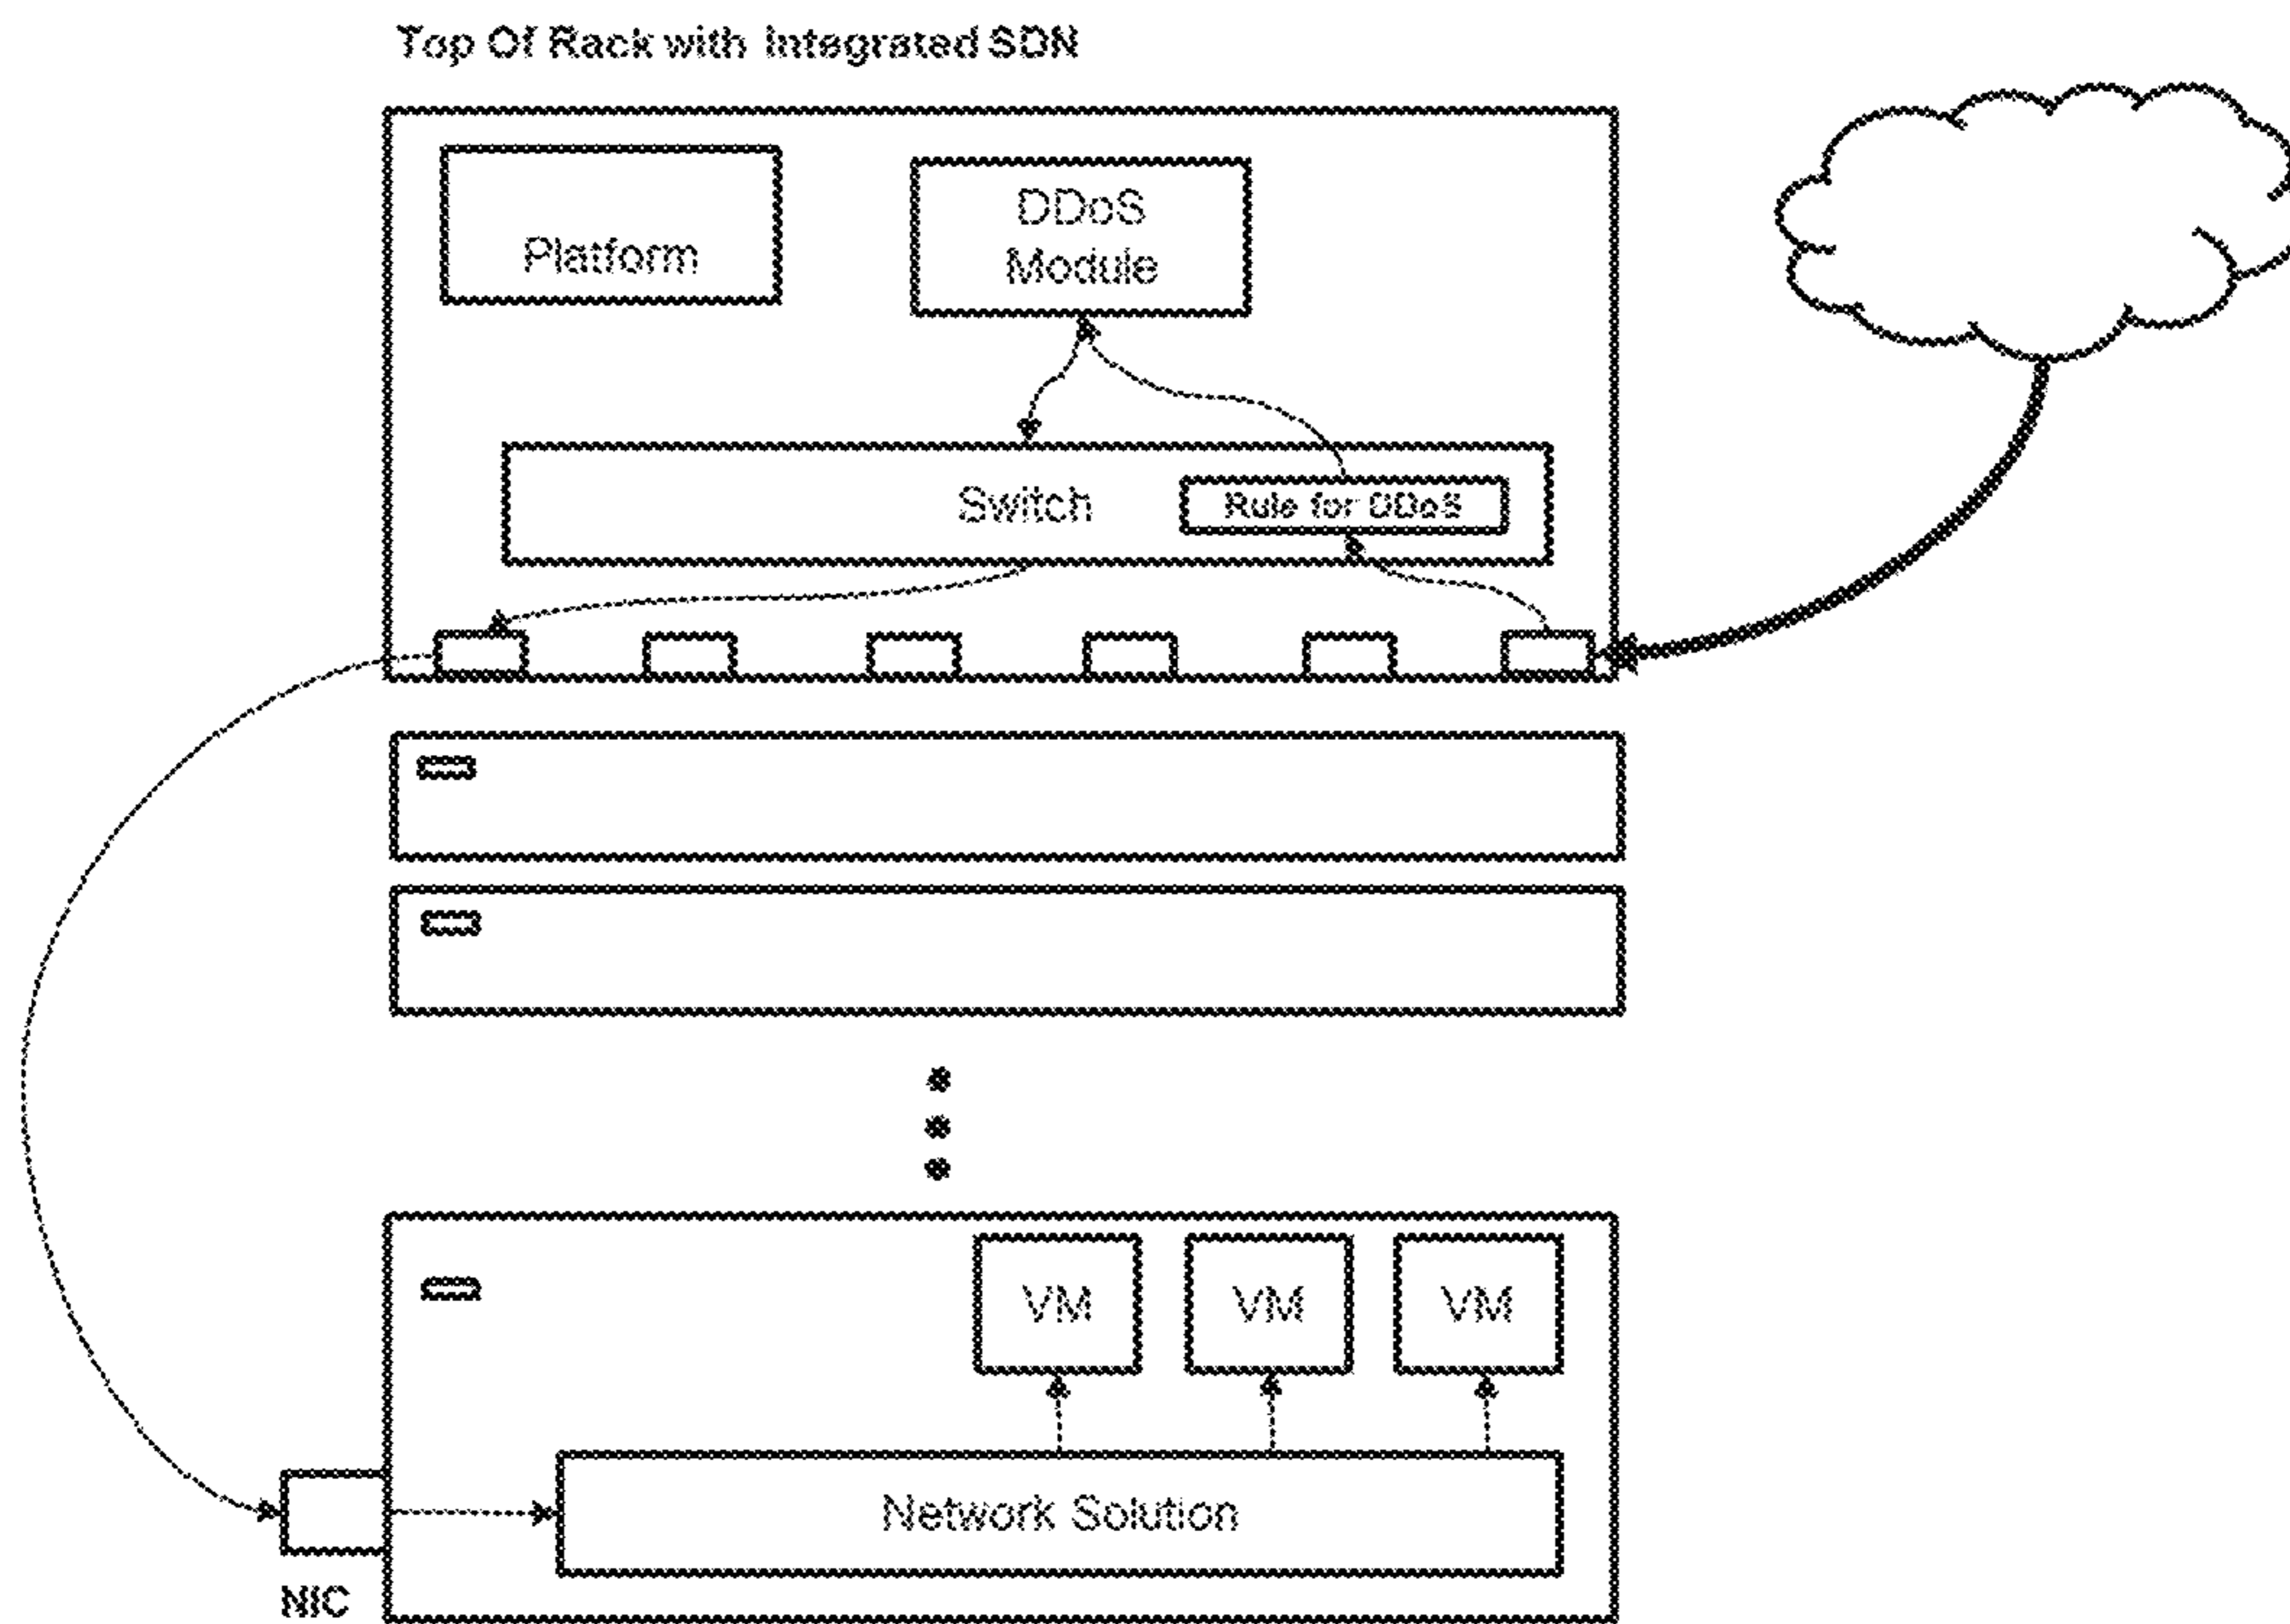 Top Of Rack with Integrated SDN
Platform
DDoS
Module
Switch
Rule for DDoS
VM
VM
VM
Network Solution
NIC